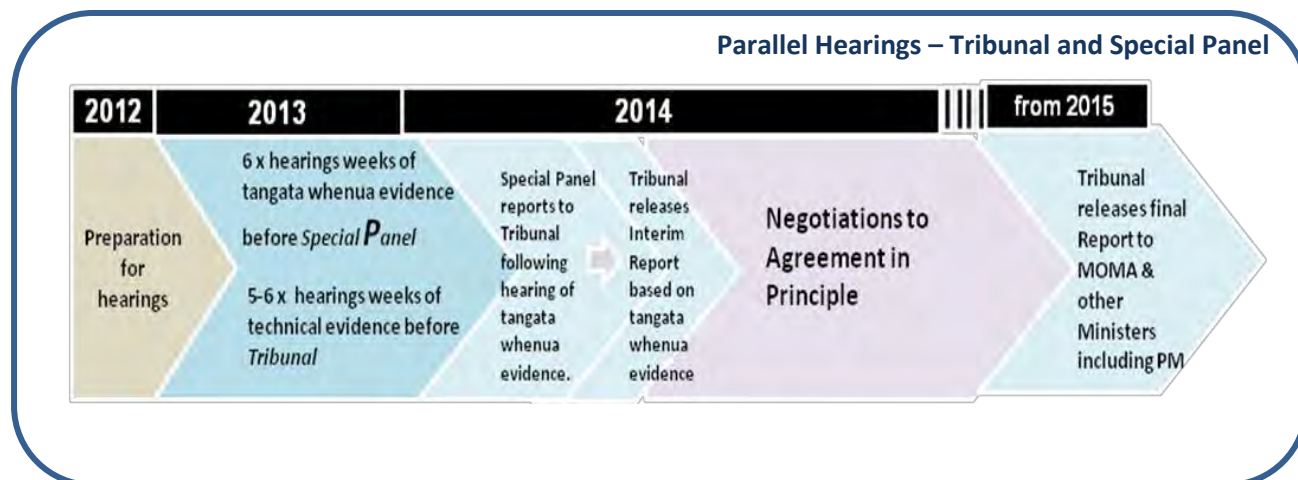 Parallel Hearings – Tribunal and Special Panel
2012
2013
2014
from 2015
Preparation
for
hearings
6 x hearings weeks of
tangata whenua evidence
before Special Panel
5-6 x hearings weeks of
technical evidence before
Tribunal
Special Panel
reports to
Tribunal
following
hearing of
tangata
whenua
evidence.
Tribunal
releases
Interim
Report
based on
tangata
whenua
evidence
Negotiations to
Agreement in
Principle
Tribunal
releases final
Report to
MOMA &
other
Ministers
including PM